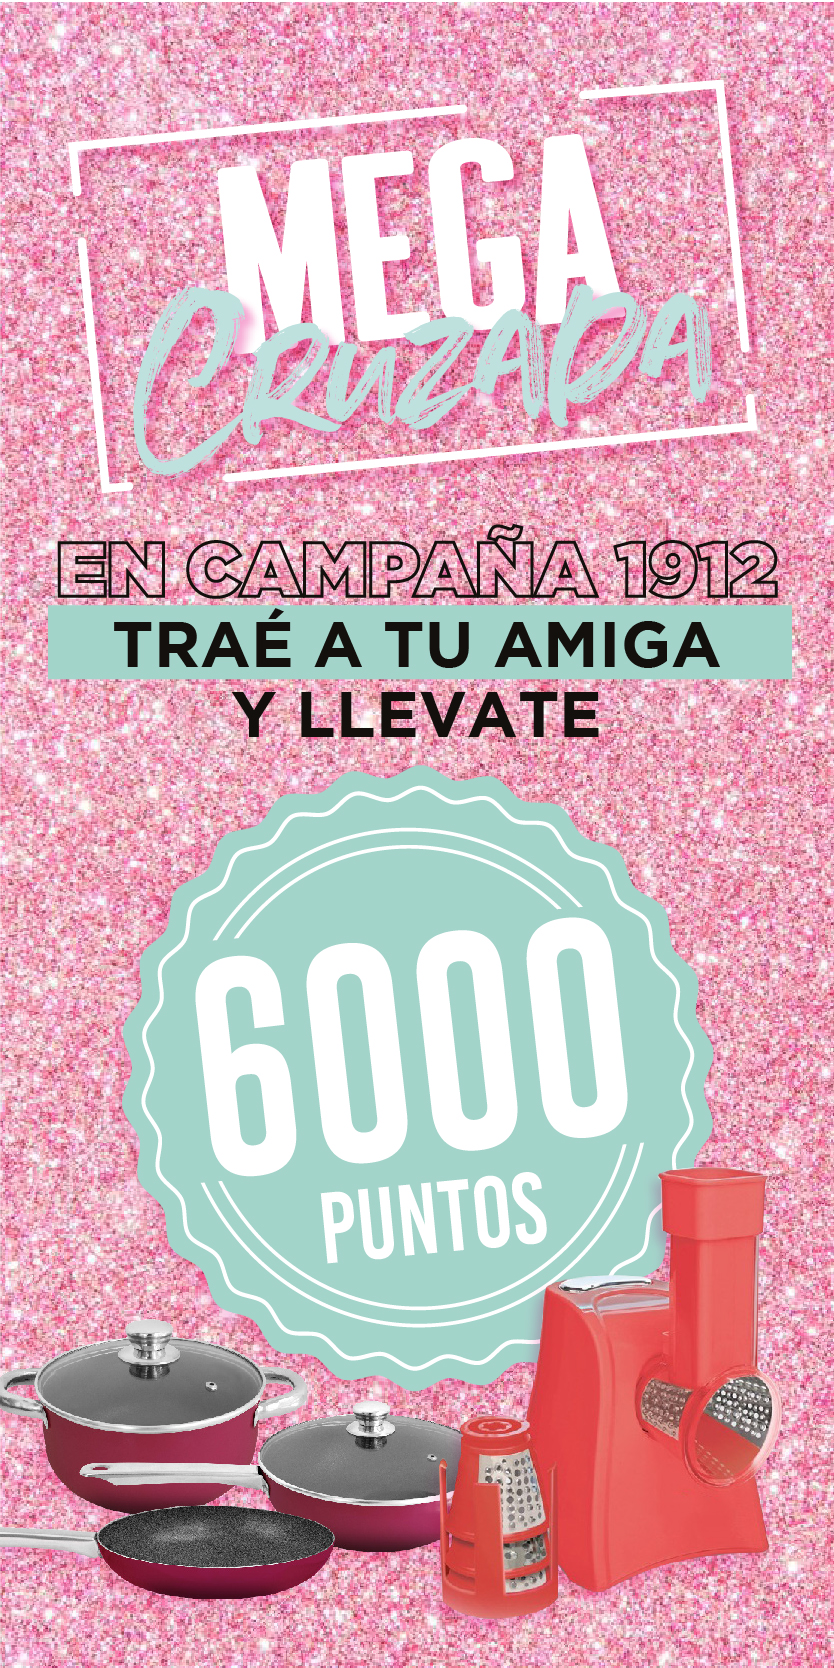 MEGA
CRUZADA
EN CAMPAÑA 1912
TRAÉ A TU AMIGA
Y LLEVATE
6000
PUNTOS